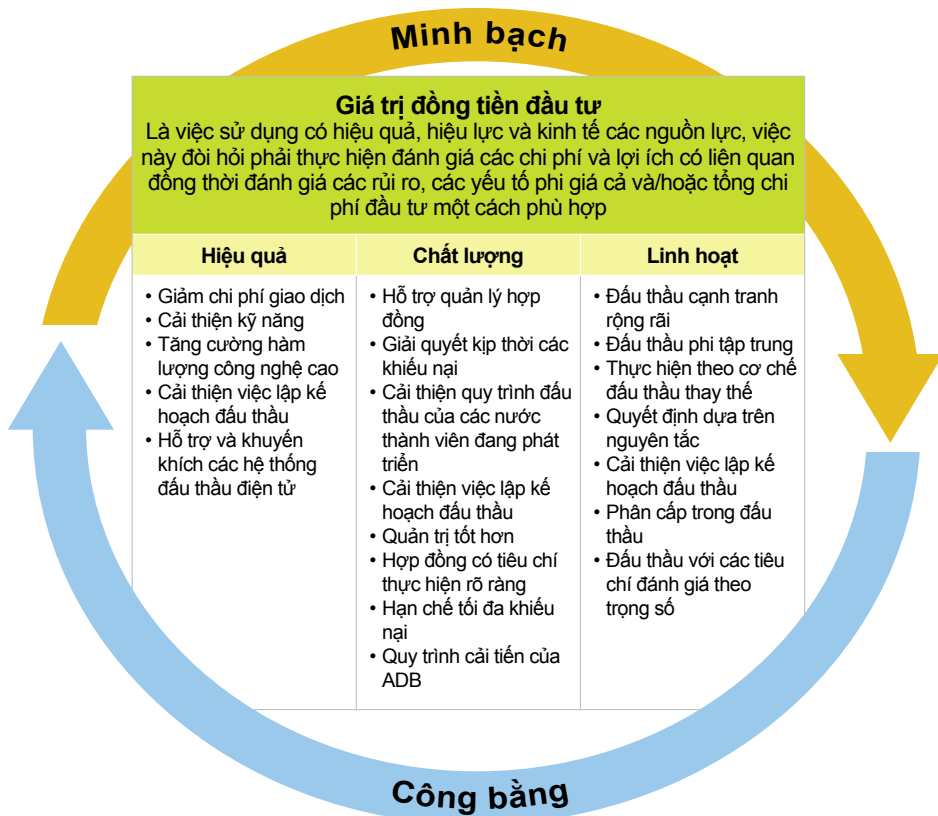 Minh bạch
Giá trị đồng tiền đầu tư
Là việc sử dụng có hiệu quả, hiệu lực và kinh tế các nguồn lực, việc
này đòi hỏi phải thực hiện đánh giá các chi phí và lợi ích có liên quan
đồng thời đánh giá các rủi ro, các yếu tố phi giá cả và/hoặc tổng chi
phí đầu tư một cách phù hợp
Hiệu quả
• Giảm chi phí giao dịch
• Cải thiện kỹ năng
• Tăng cường hàm
lượng công nghệ cao
• Cải thiện việc lập kế
hoạch đấu thầu
• Hỗ trợ và khuyến
khích các hệ thống
đấu thầu điện tử
Chất lượng
• Hỗ trợ quản lý hợp
đồng
• Giải quyết kịp thời các
khiếu nại
• Cải thiện quy trình đấu
thầu của các nước
thành viên đang phát
triển
• Cải thiện việc lập kế
hoạch đấu thầu
• Quản trị tốt hơn
• Hợp đồng có tiêu chí
thực hiện rõ ràng
• Hạn chế tối đa khiếu
nại
• Quy trình cải tiến của
ADB
Linh hoạt
• Đấu thầu cạnh tranh
rộng rãi
• Đấu thầu phi tập trung
• Thực hiện theo cơ chế
đấu thầu thay thế
• Quyết định dựa trên
nguyên tắc
• Cải thiện việc lập kế
hoạch đấu thầu
• Phân cấp trong đấu
thầu
• Đấu thầu với các tiêu
chí đánh giá theo
trọng số
Công bằng